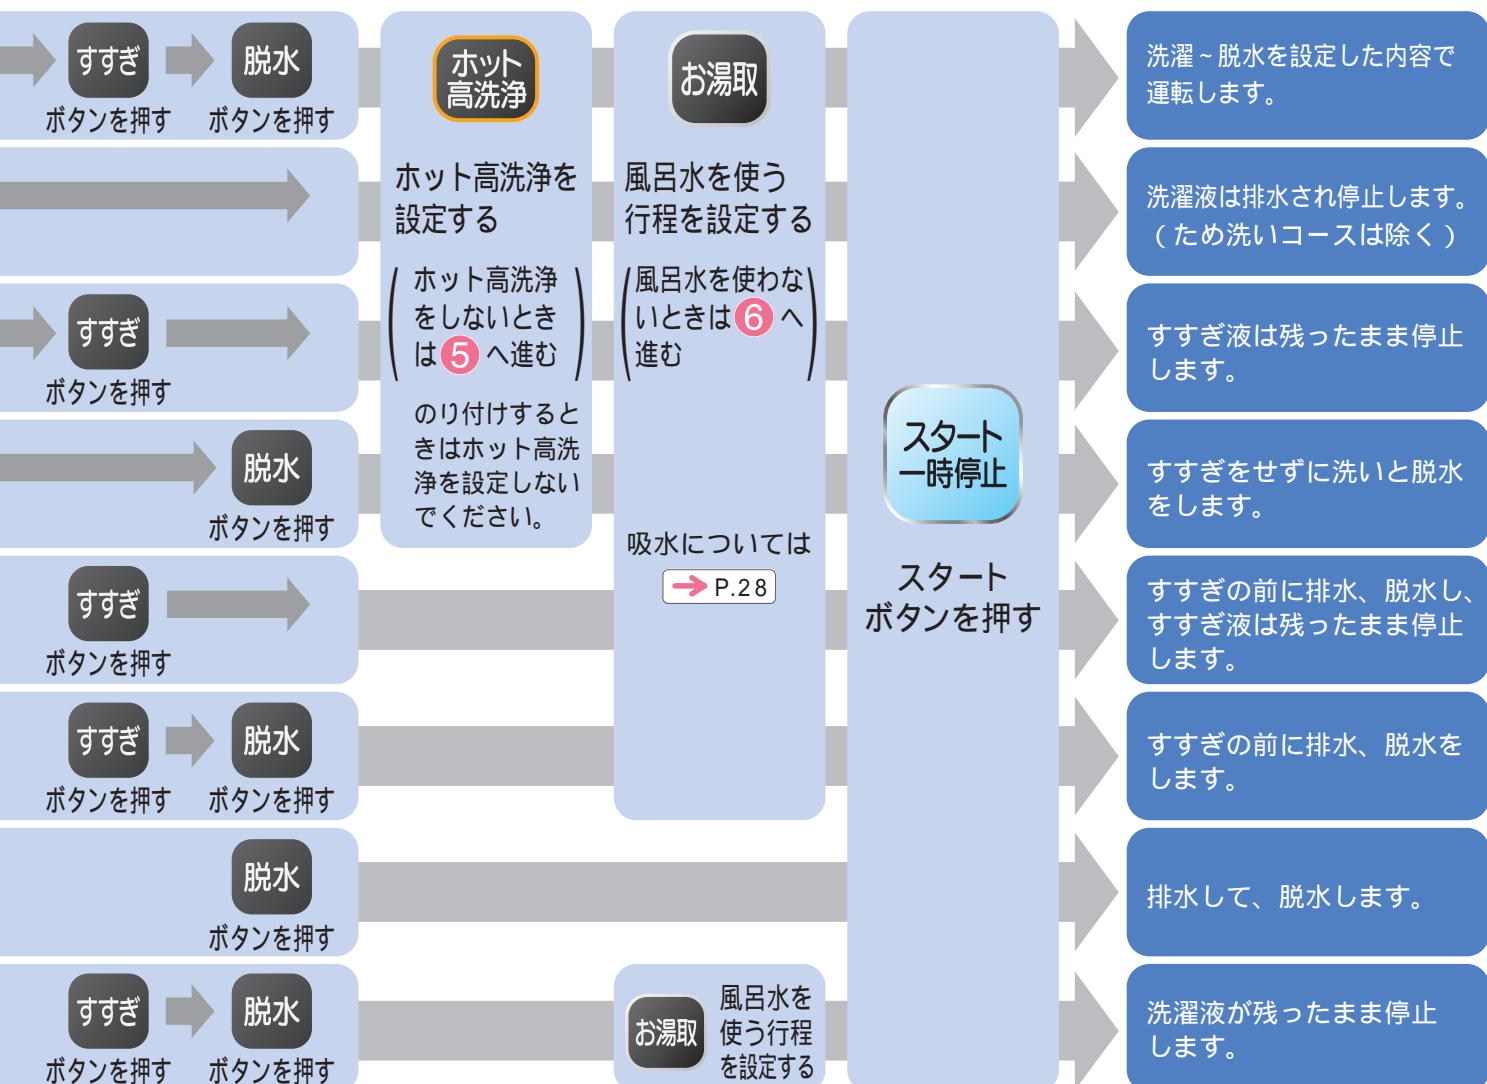 すすぎ
ボタンを押す
脱水
ボタンを押す
ホット
高洗浄
お湯取
洗濯~脱水を設定した内容で
運転します。
ホット高洗浄を
設定する
風呂水を使う
行程を設定する
洗濯液は排水され停止します。
(ため洗いコースは除く)
(ホット高洗浄
をしないとき
は5へ進む)
(風呂水を使わな
いときは6へ
進む)
すすぎ
ボタンを押す
すすぎ液は残ったまま停止
します。
のり付けすると
きはホット高洗
浄を設定しない
でください。
脱水
ボタンを押す
スタート
一時停止
スタート
ボタンを押す
すすぎをせずに洗いと脱水
をします。
吸水については
➔ P.28
すすぎ
ボタンを押す
すすぎの前に排水、脱水し、
すすぎ液は残ったまま停止
します。
すすぎ
ボタンを押す
脱水
ボタンを押す
すすぎの前に排水、脱水を
します。
脱水
ボタンを押す
排水して、脱水します。
すすぎ
ボタンを押す
脱水
ボタンを押す
お湯取
風呂水を
使う行程
を設定する
洗濯液が残ったまま停止
します。